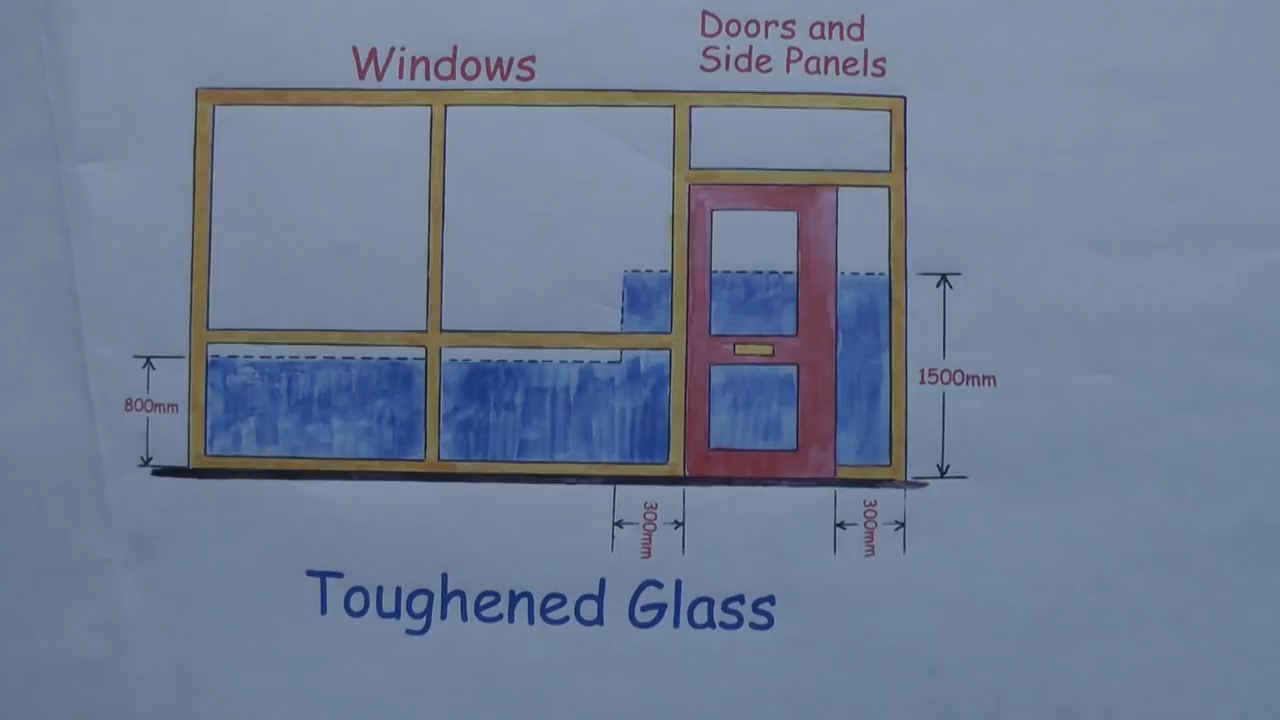 Windows
Doors and
Side Panels
800mm
1500mm
300mm
300mm
Toughened Glass